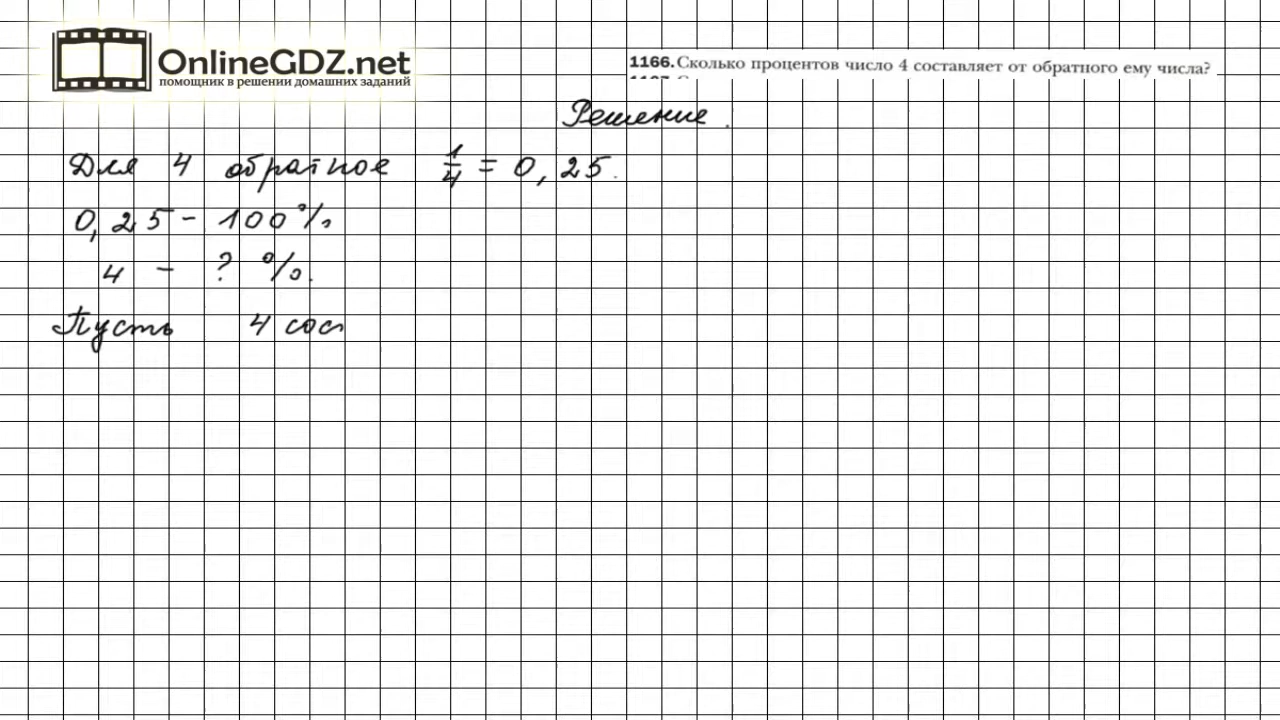 OnlineGDZ.net
помощник в решении домашних заданий
1166. Сколько процентов число 4 составляет от обратного ему числа?
Решение.
Для 4 обратное 1/4 = 0,25.
0,25 - 100%
4 - ? %.
Пусть 4 сос